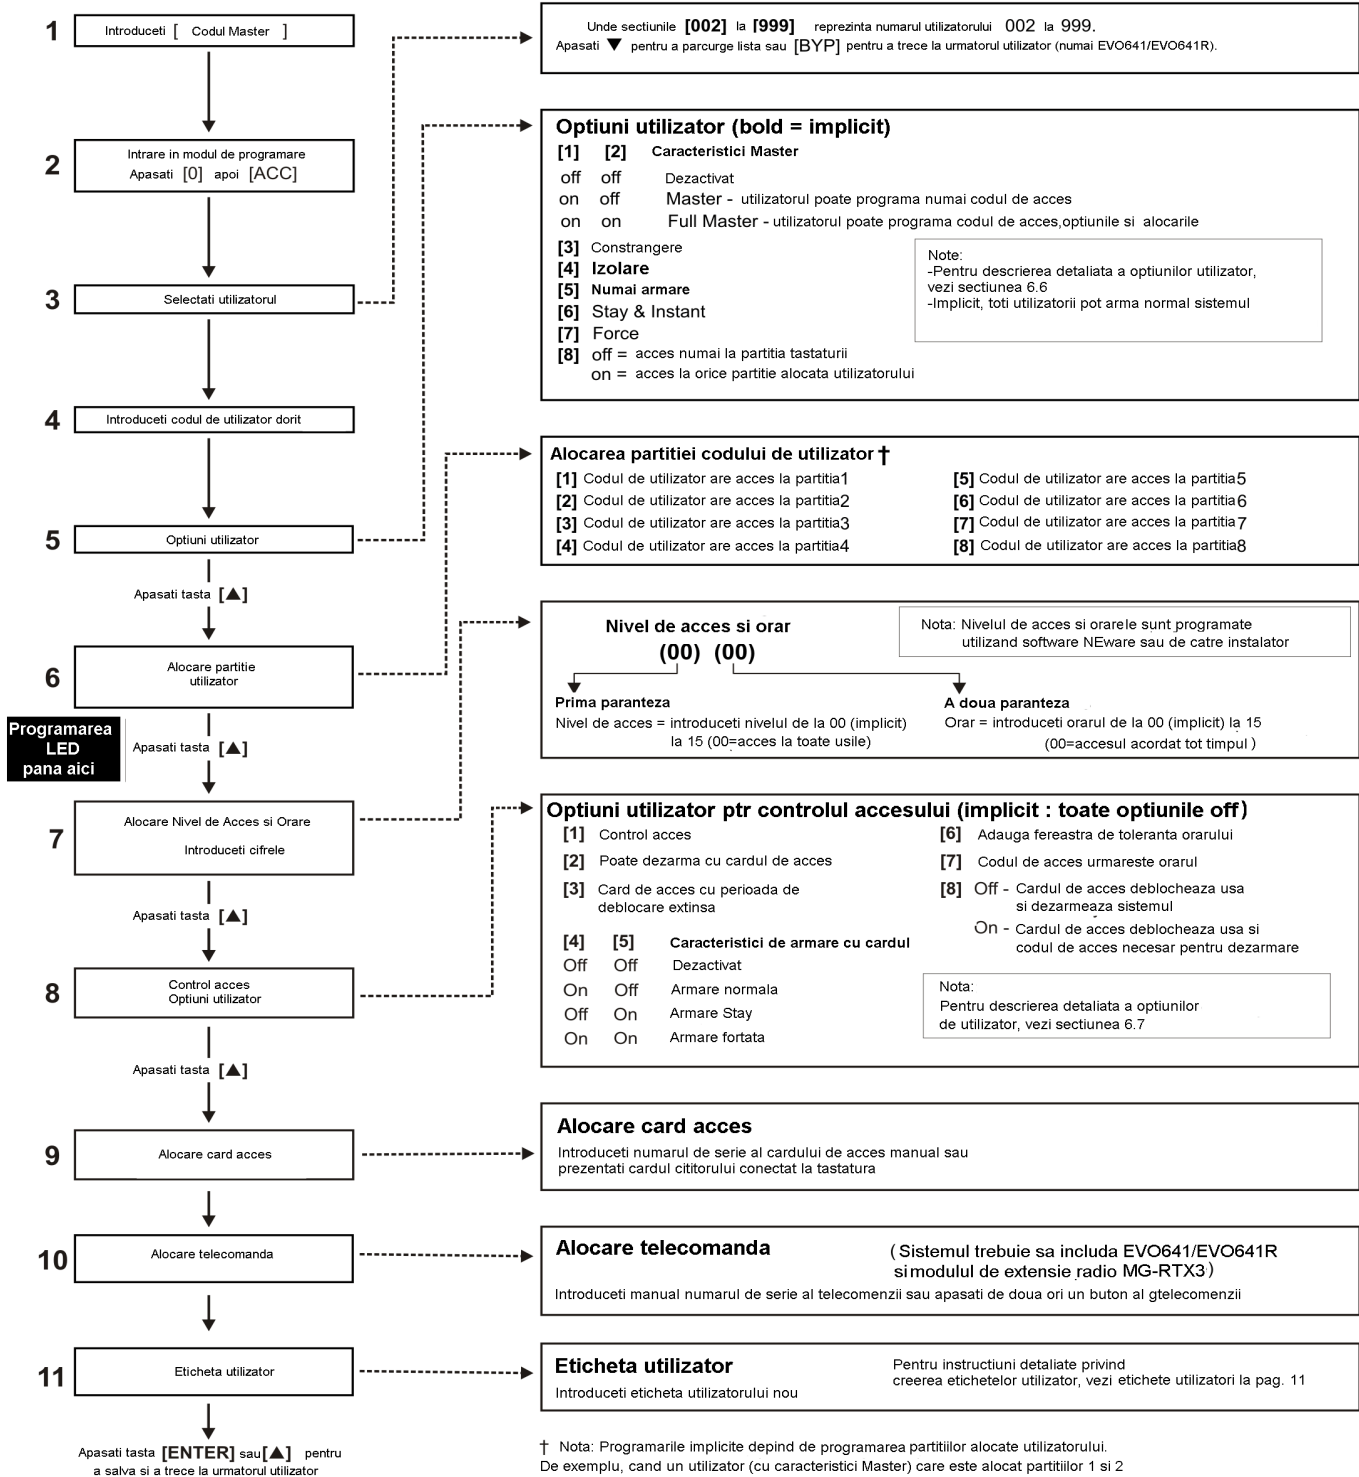 1
Introduceti [ Codul Master ]
2
Intrare in modul de programare
Apasati [0] apoi [ACC]
3
Selectati utilizatorul
4
Introduceti codul de utilizator dorit
5
Optiuni utilizator
Apasati tasta [▲]
6
Alocare partitie
utilizator
Programarea
LED
pana aici
Apasati tasta [▲]
7
Alocare Nivel de Acces si Orare
Introduceti cifrele
Apasati tasta [▲]
8
Control acces
Optiuni utilizator
Apasati tasta [▲]
9
Alocare card acces
10
Alocare telecomanda
11
Eticheta utilizator
Apasati tasta [ENTER] sau [▲] pentru
a salva si a trece la urmatorul utilizator
Unde sectiunile [002] la [999] reprezinta numarul utilizatorului 002 la 999.
Apasati ▼ pentru a parcurge lista sau [BYP] pentru a trece la urmatorul utilizator (numai EVO641/EVO641R).
Optiuni utilizator (bold = implicit)
[1] [2] Caracteristici Master
off off Dezactivat
on off Master - utilizatorul poate programa numai codul de acces
on on Full Master - utilizatorul poate programa codul de acces,optiunile si alocarile
[3] Constrangere
[4] Izolare
[5] Numai armare
[6] Stay & Instant
[7] Force
[8] off = acces numai la partitia tastaturii
on = acces la orice partitie alocata utilizatorului
Note:
-Pentru descrierea detaliata a optiunilor utilizator,
vezi sectiunea 6.6
-Implicit, toti utilizatorii pot arma normal sistemul
Alocarea partitiei codului de utilizator †
[1] Codul de utilizator are acces la partitia1
[2] Codul de utilizator are acces la partitia2
[3] Codul de utilizator are acces la partitia3
[4] Codul de utilizator are acces la partitia4
[5] Codul de utilizator are acces la partitia5
[6] Codul de utilizator are acces la partitia6
[7] Codul de utilizator are acces la partitia7
[8] Codul de utilizator are acces la partitia8
Nivel de acces si orar
(00) (00)
Nota: Nivelul de acces si orarele sunt programate
utilizand software NEware sau de catre instalator
Prima paranteza
Nivel de acces = introduceti nivelul de la 00 (implicit)
la 15 (00=acces la toate usile)
A doua paranteza
Orar = introduceti orarul de la 00 (implicit) la 15
(00=accesul acordat tot timpul )
Optiuni utilizator ptr controlul accesului (implicit : toate optiunile off)
[1] Control acces
[2] Poate dezarma cu cardul de acces
[3] Card de acces cu perioada de
deblocare extinsa
[4] [5] Caracteristici de armare cu cardul
Off Off Dezactivat
On Off Armare normala
Off On Armare Stay
On On Armare fortata
[6] Adauga fereastra de toleranta orarului
[7] Codul de acces urmareste orarul
[8] Off - Cardul de acces deblocheaza usa
si dezarmeaza sistemul
On - Cardul de acces deblocheaza usa si
codul de acces necesar pentru dezarmare
Nota:
Pentru descrierea detaliata a optiunilor
de utilizator, vezi sectiunea 6.7
Alocare card acces
Introduceti numarul de serie al cardului de acces manual sau
prezentati cardul cititorului conectat la tastatura
Alocare telecomanda
(Sistemul trebuie sa includa EVO641/EVO641R
si modulul de extensie radio MG-RTX3)
Introduceti manual numarul de serie al telecomenzii sau apasati de doua ori un buton al gtelecomenzii
Eticheta utilizator
Introduceti eticheta utilizatorului nou
Pentru instructiuni detaliate privind
creerea etichetelor utilizator, vezi etichete utilizatori la pag. 11
† Nota: Programarile implicite depind de programarea partitiilor alocate utilizatorului.
De exemplu, cand un utilizator (cu caracteristici Master) care este alocat partitiilor 1 si 2